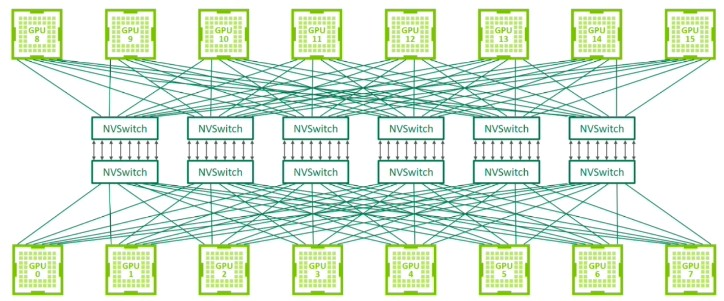 GPU 8 GPU 9 GPU 10 GPU 11 GPU 12 GPU 13 GPU 14 GPU 15
NVSwitch NVSwitch NVSwitch NVSwitch NVSwitch NVSwitch
NVSwitch NVSwitch NVSwitch NVSwitch NVSwitch NVSwitch
GPU 0 GPU 1 GPU 2 GPU 3 GPU 4 GPU 5 GPU 6 GPU 7